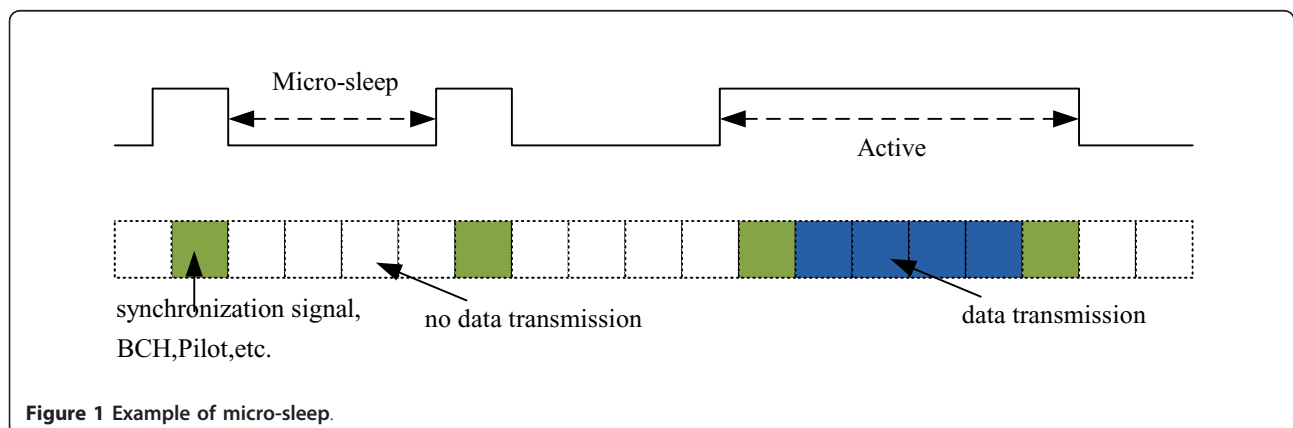 Micro-sleep
Active
synchronization signal,
BCH,Pilot,etc.
no data transmission
data transmission
Figure 1 Example of micro-sleep.